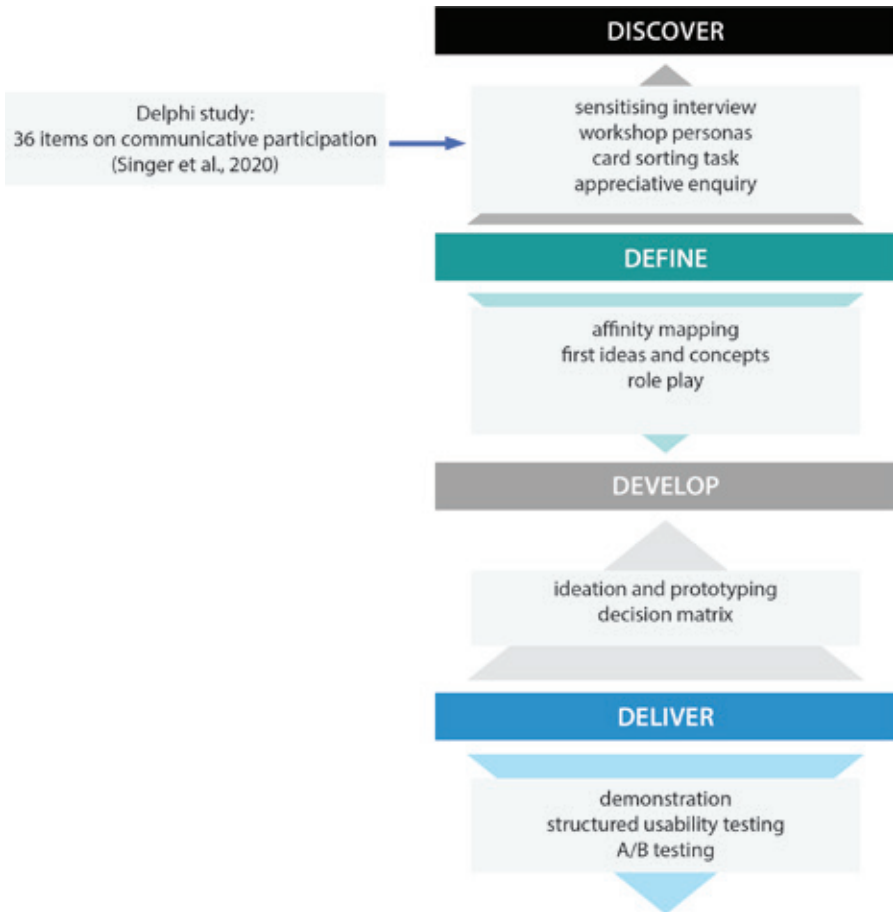 DISCOVER
Delphi study:
36 items on communicative participation
(Singer et al., 2020)
sensitising interview
workshop personas
card sorting task
appreciative enquiry
DEFINE
affinity mapping
first ideas and concepts
role play
DEVELOP
ideation and prototyping
decision matrix
DELIVER
demonstration
structured usability testing
A/B testing